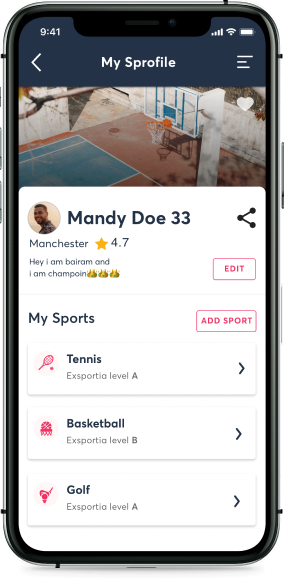 9:41
My Sprofile
Mandy Doe 33
Manchester 4.7
Hey i am bairam and
i am champoin👑👑👑
EDIT
My Sports
ADD SPORT
Tennis
Exsportia level A
Basketball
Exsportia level B
Golf
Exsportia level A